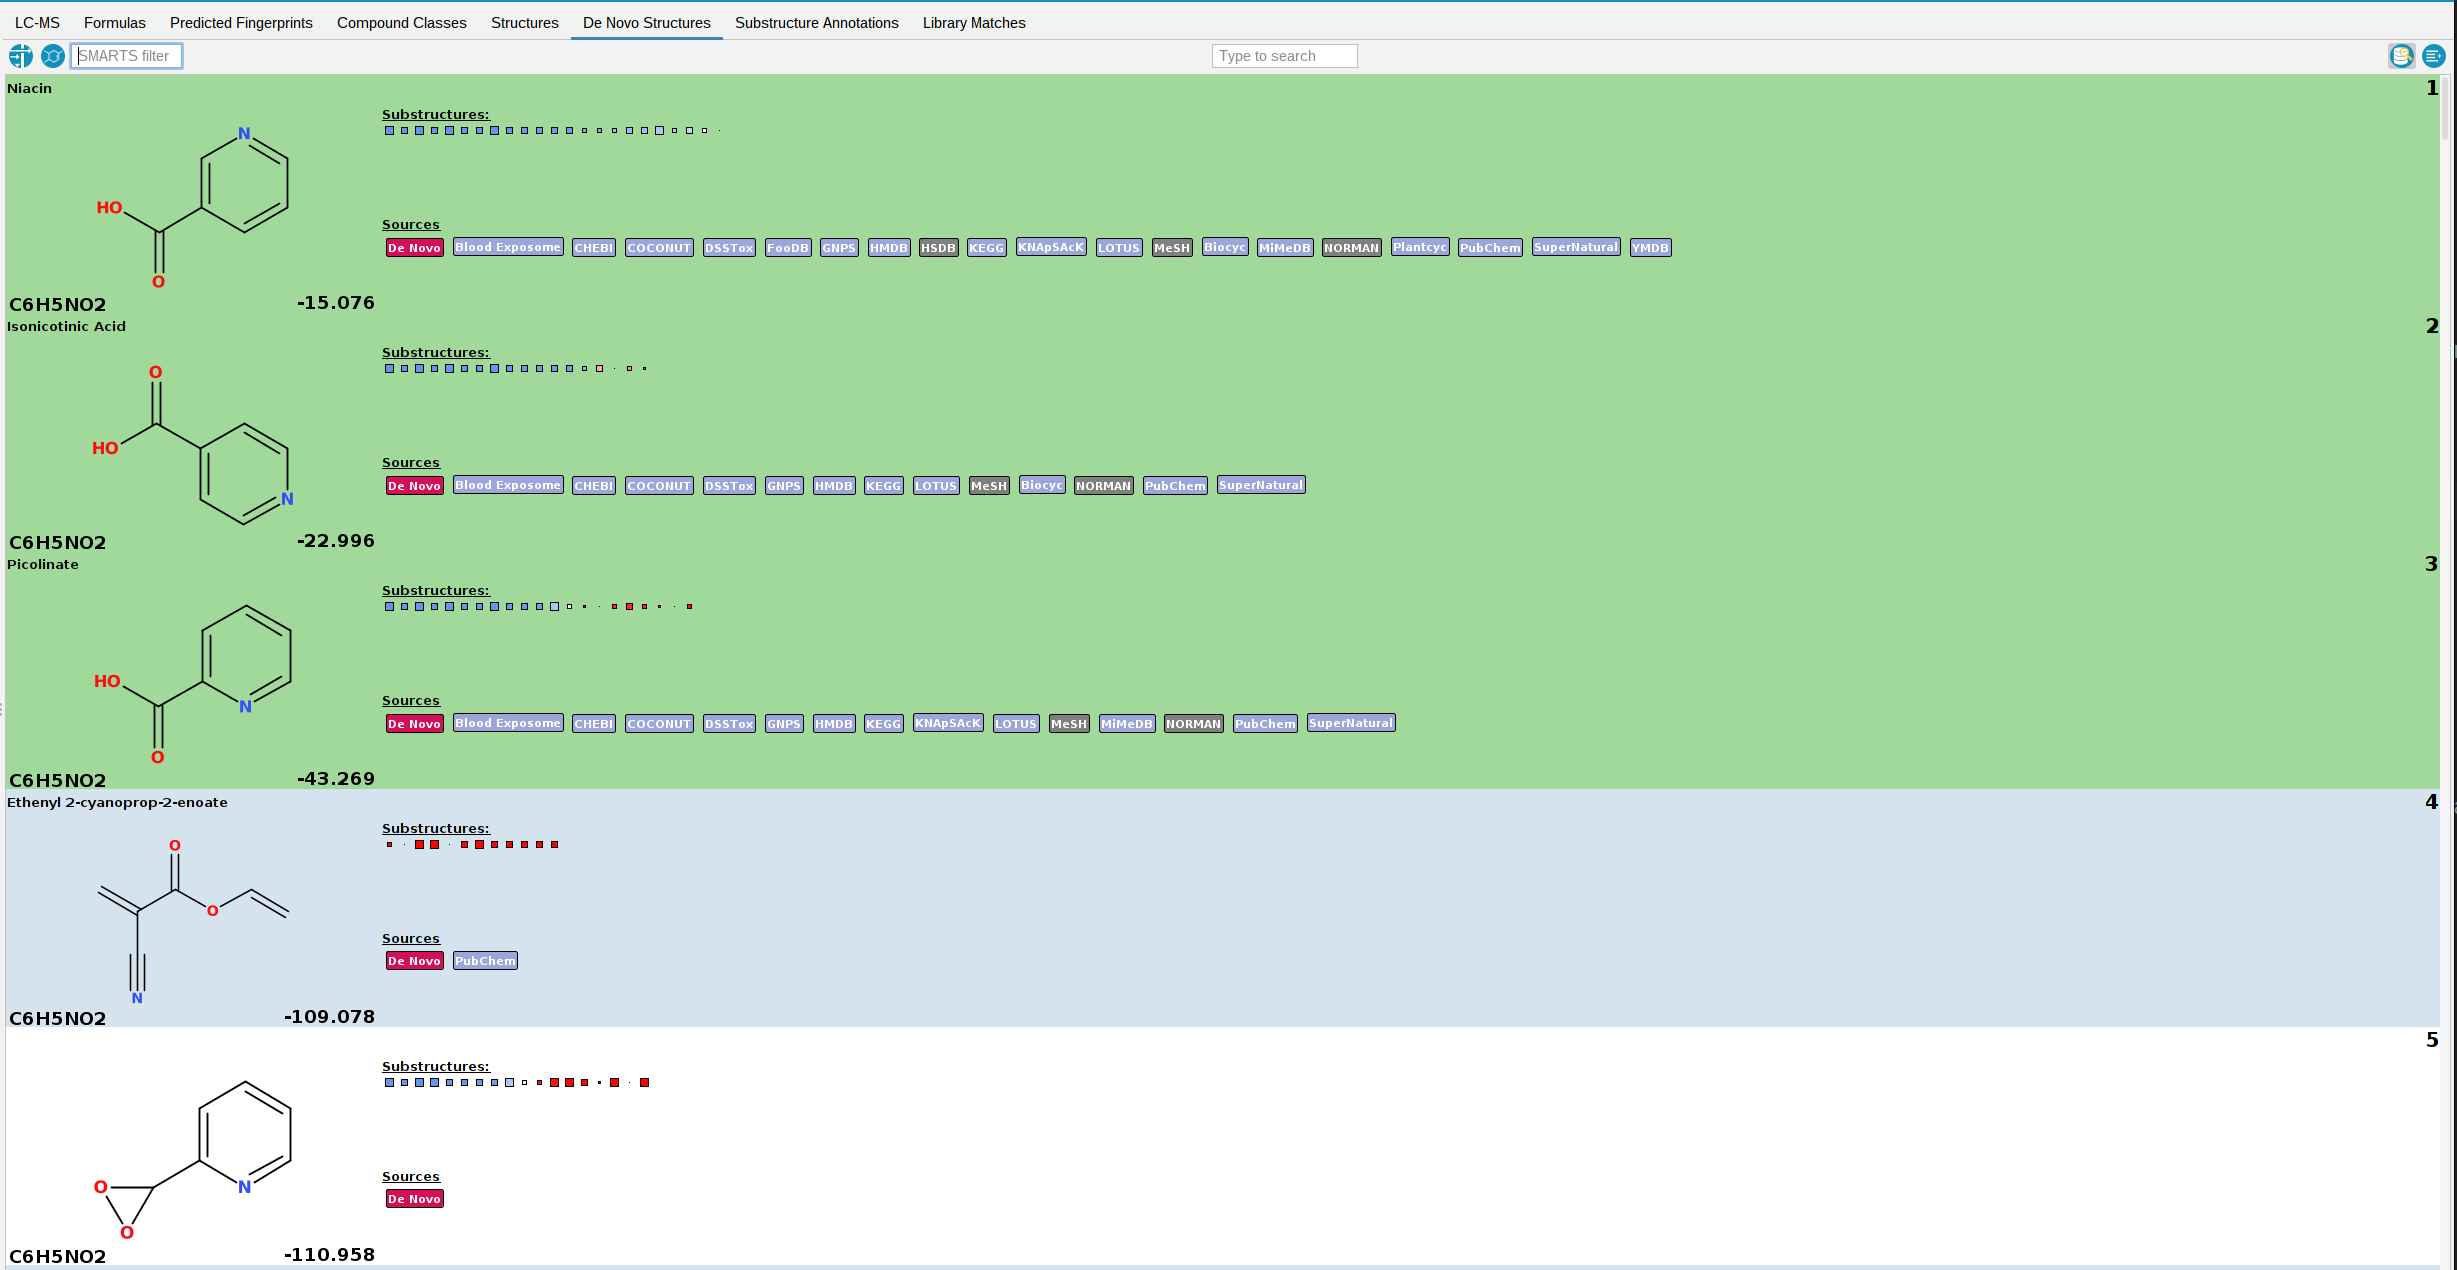 LC-MS Formulas Predicted Fingerprints Compound Classes Structures De Novo Structures Substructure Annotations Library Matches
SMARTS filter Type to search
Niacin 1
Substructures:
N
HO
O
Sources
De Novo Blood Exposome CHEBI COCONUT DSSTox FooDB GNPS HMDB HSDB KEGG KNApSAcK LOTUS MeSH Biocyc MiMeDB NORMAN Plantcyc PubChem SuperNatural YMDB
C6H5NO2 -15.076
Isonicotinic Acid 2
Substructures:
O
HO
N
Sources
De Novo Blood Exposome CHEBI COCONUT DSSTox GNPS HMDB KEGG LOTUS MeSH Biocyc NORMAN PubChem SuperNatural
C6H5NO2 -22.996
Picolinate 3
Substructures:
HO
N
O
Sources
De Novo Blood Exposome CHEBI COCONUT DSSTox GNPS HMDB KEGG KNApSAcK LOTUS MeSH MiMeDB NORMAN PubChem SuperNatural
C6H5NO2 -43.269
Ethenyl 2-cyanoprop-2-enoate 4
Substructures:
O
O
N
Sources
De Novo PubChem
C6H5NO2 -109.078
5
Substructures:
O
N
O
Sources
De Novo
C6H5NO2 -110.958